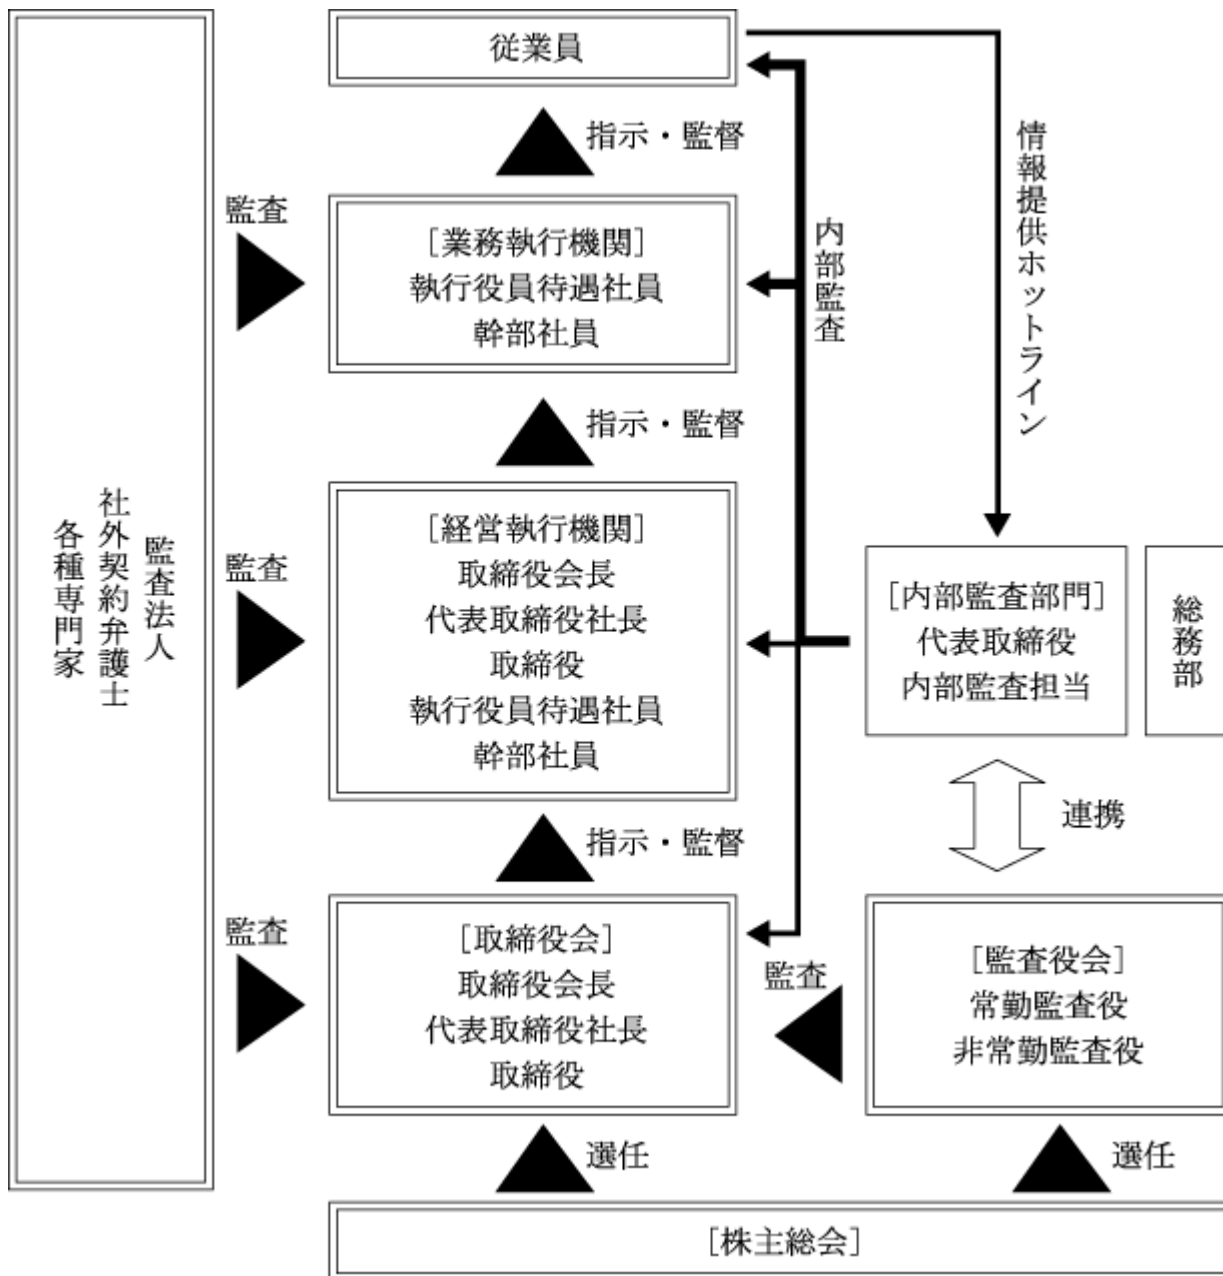 従業員
指示・監督
監査
［業務執行機関］
執行役員待遇社員
幹部社員
内部監査
情報提供ホットライン
指示・監督
監査法人
社外契約弁護士
各種専門家
監査
［経営執行機関］
取締役会長
代表取締役社長
取締役
執行役員待遇社員
幹部社員
［内部監査部門］
代表取締役
内部監査担当
総務部
指示・監督
連携
監査
［取締役会］
取締役会長
代表取締役社長
取締役
監査
［監査役会］
常勤監査役
非常勤監査役
選任
選任
［株主総会］